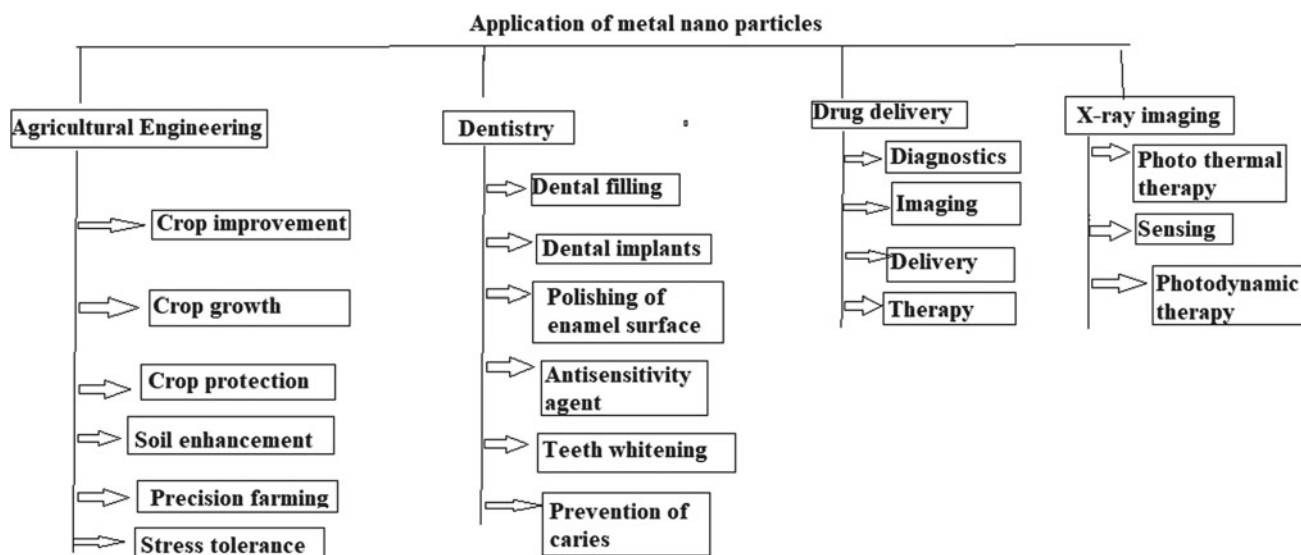 Application of metal nano particles
Agricultural Engineering
Crop improvement
Crop growth
Crop protection
Soil enhancement
Precision farming
Stress tolerance
Dentistry
Dental filling
Dental implants
Polishing of
enamel surface
Antisensitivity
agent
Teeth whitening
Prevention of
caries
Drug delivery
Diagnostics
Imaging
Delivery
Therapy
X-ray imaging
Photo thermal
therapy
Sensing
Photodynamic
therapy